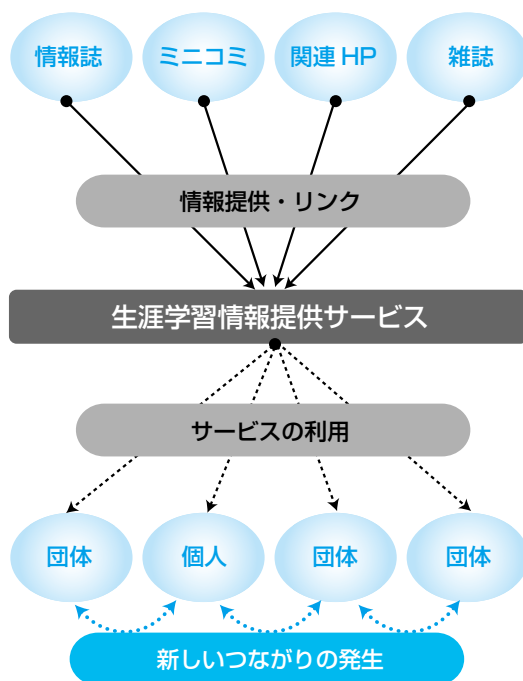 情報誌
ミニコミ
関連 HP
雑誌
情報提供・リンク
生涯学習情報提供サービス
サービスの利用
団体
個人
団体
団体
新しいつながりの発生